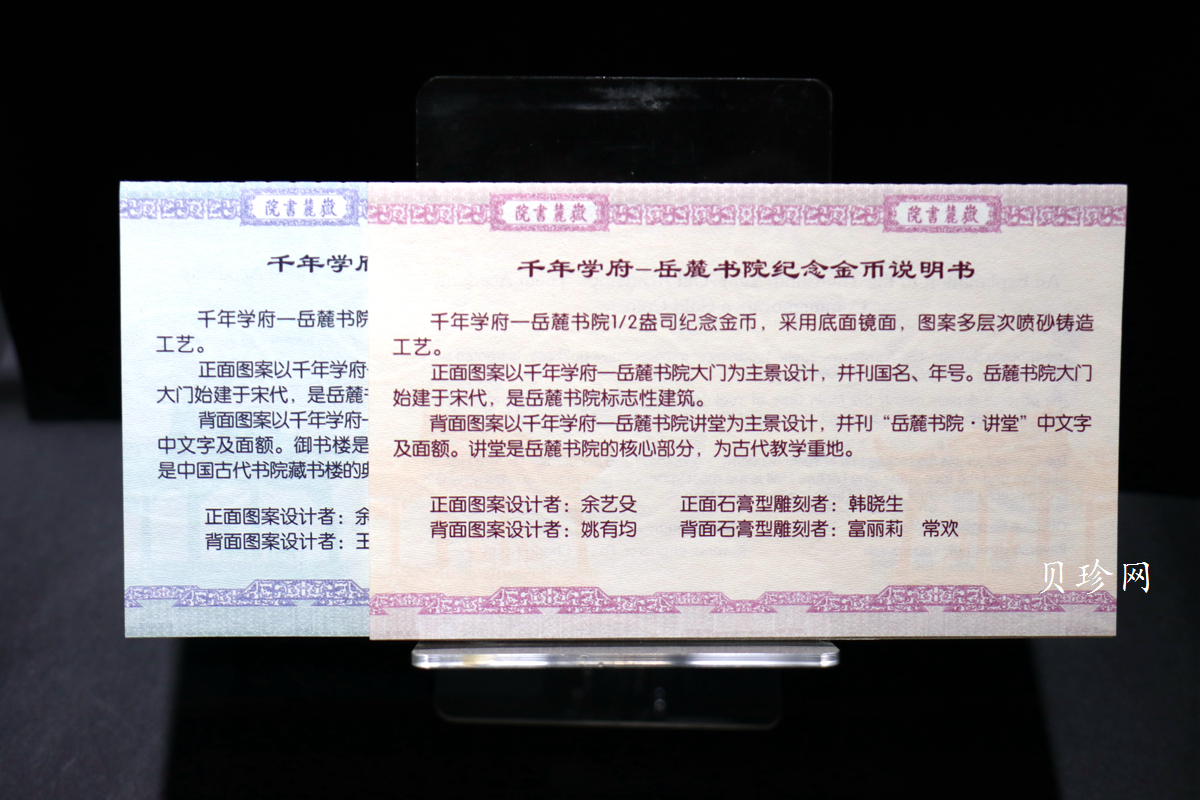 院書麓嶽
千年学府
千年学府—岳麓书院
工艺。
正面图案以千年学府
大门始建于宋代，是岳麓
背面图案以千年学府
中文字及面额。御书楼是
是中国古代书院藏书楼的典
正面图案设计者：余
背面图案设计者：王
院書麓嶽
院書麓嶽
千年学府-岳麓书院纪念金币说明书
千年学府—岳麓书院1/2盎司纪念金币，采用底面镜面，图案多层次喷砂铸造
工艺。
正面图案以千年学府—岳麓书院大门为主景设计，并刊国名、年号。岳麓书院大门
始建于宋代，是岳麓书院标志性建筑。
背面图案以千年学府—岳麓书院讲堂为主景设计，并刊“岳麓书院·讲堂”中文字
及面额。讲堂是岳麓书院的核心部分，为古代教学重地。
正面图案设计者：余艺殳 正面石膏型雕刻者：韩晓生
背面图案设计者：姚有均 背面石膏型雕刻者：富丽莉 常欢
贝珍网